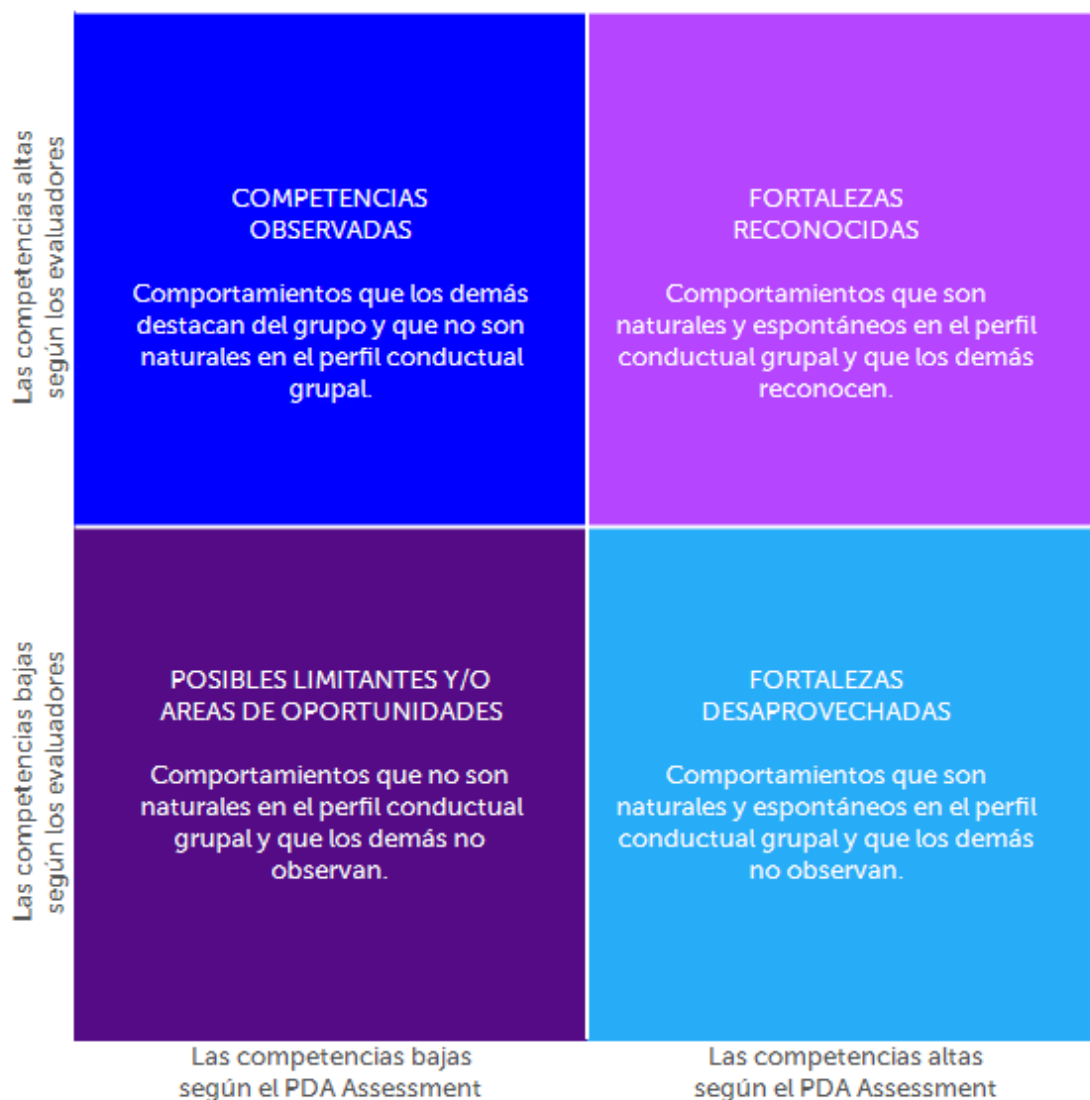 Las competencias altas
según los evaluadores
COMPETENCIAS
OBSERVADAS
Comportamientos que los demás
destacan del grupo y que no son
naturales en el perfil conductual
grupal.
FORTALEZAS
RECONOCIDAS
Comportamientos que son
naturales y espontáneos en el perfil
conductual grupal y que los demás
reconocen.
Las competencias bajas
según los evaluadores
POSIBLES LIMITANTES Y/O
AREAS DE OPORTUNIDADES
Comportamientos que no son
naturales en el perfil conductual
grupal y que los demás no
observan.
FORTALEZAS
DESAPROVECHADAS
Comportamientos que son
naturales y espontáneos en el perfil
conductual grupal y que los demás
no observan.
Las competencias bajas
según el PDA Assessment
Las competencias altas
según el PDA Assessment